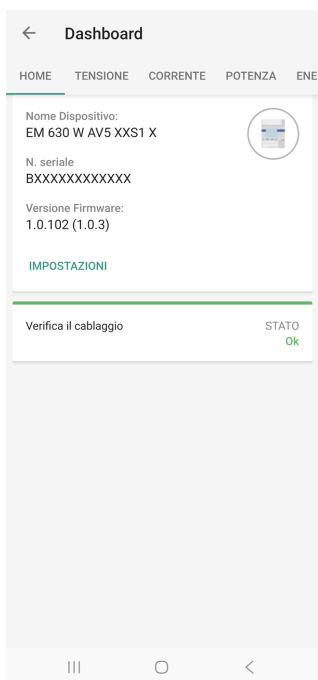 Dashboard
HOME TENSIONE CORRENTE POTENZA ENE
Nome Dispositivo:
EM 630 W AV5 XXS1 X
N. seriale
BXXXXXXXXXXXX
Versione Firmware:
1.0.102 (1.0.3)
IMPOSTAZIONI
Verifica il cablaggio STATO
Ok